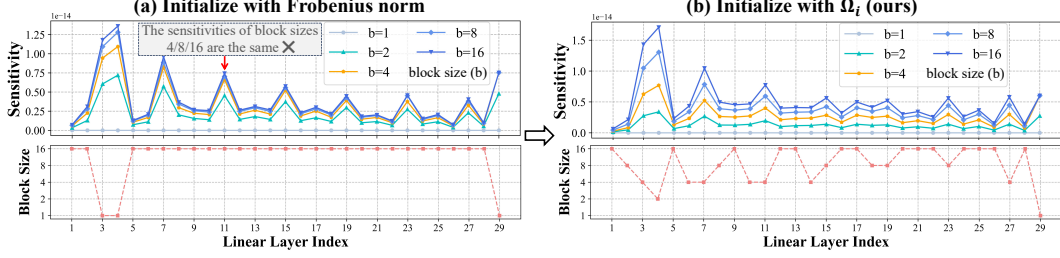 (a) Initialize with Frobenius norm
1e−14
The sensitivities of block sizes
4/8/16 are the same ✕
b=1
b=8
b=2
b=16
b=4
block size (b)
Sensitivity
1.25
1.00
0.75
0.50
0.25
0.00
Block Size
16
4
2
1
1 3 5 7 9 11 13 15 17 19 21 23 25 27 29
Linear Layer Index
(b) Initialize with Ωi (ours)
1e−14
b=1
b=8
b=2
b=16
b=4
block size (b)
Sensitivity
1.5
1.0
0.5
0.0
Block Size
16
4
2
1
1 3 5 7 9 11 13 15 17 19 21 23 25 27 29
Linear Layer Index